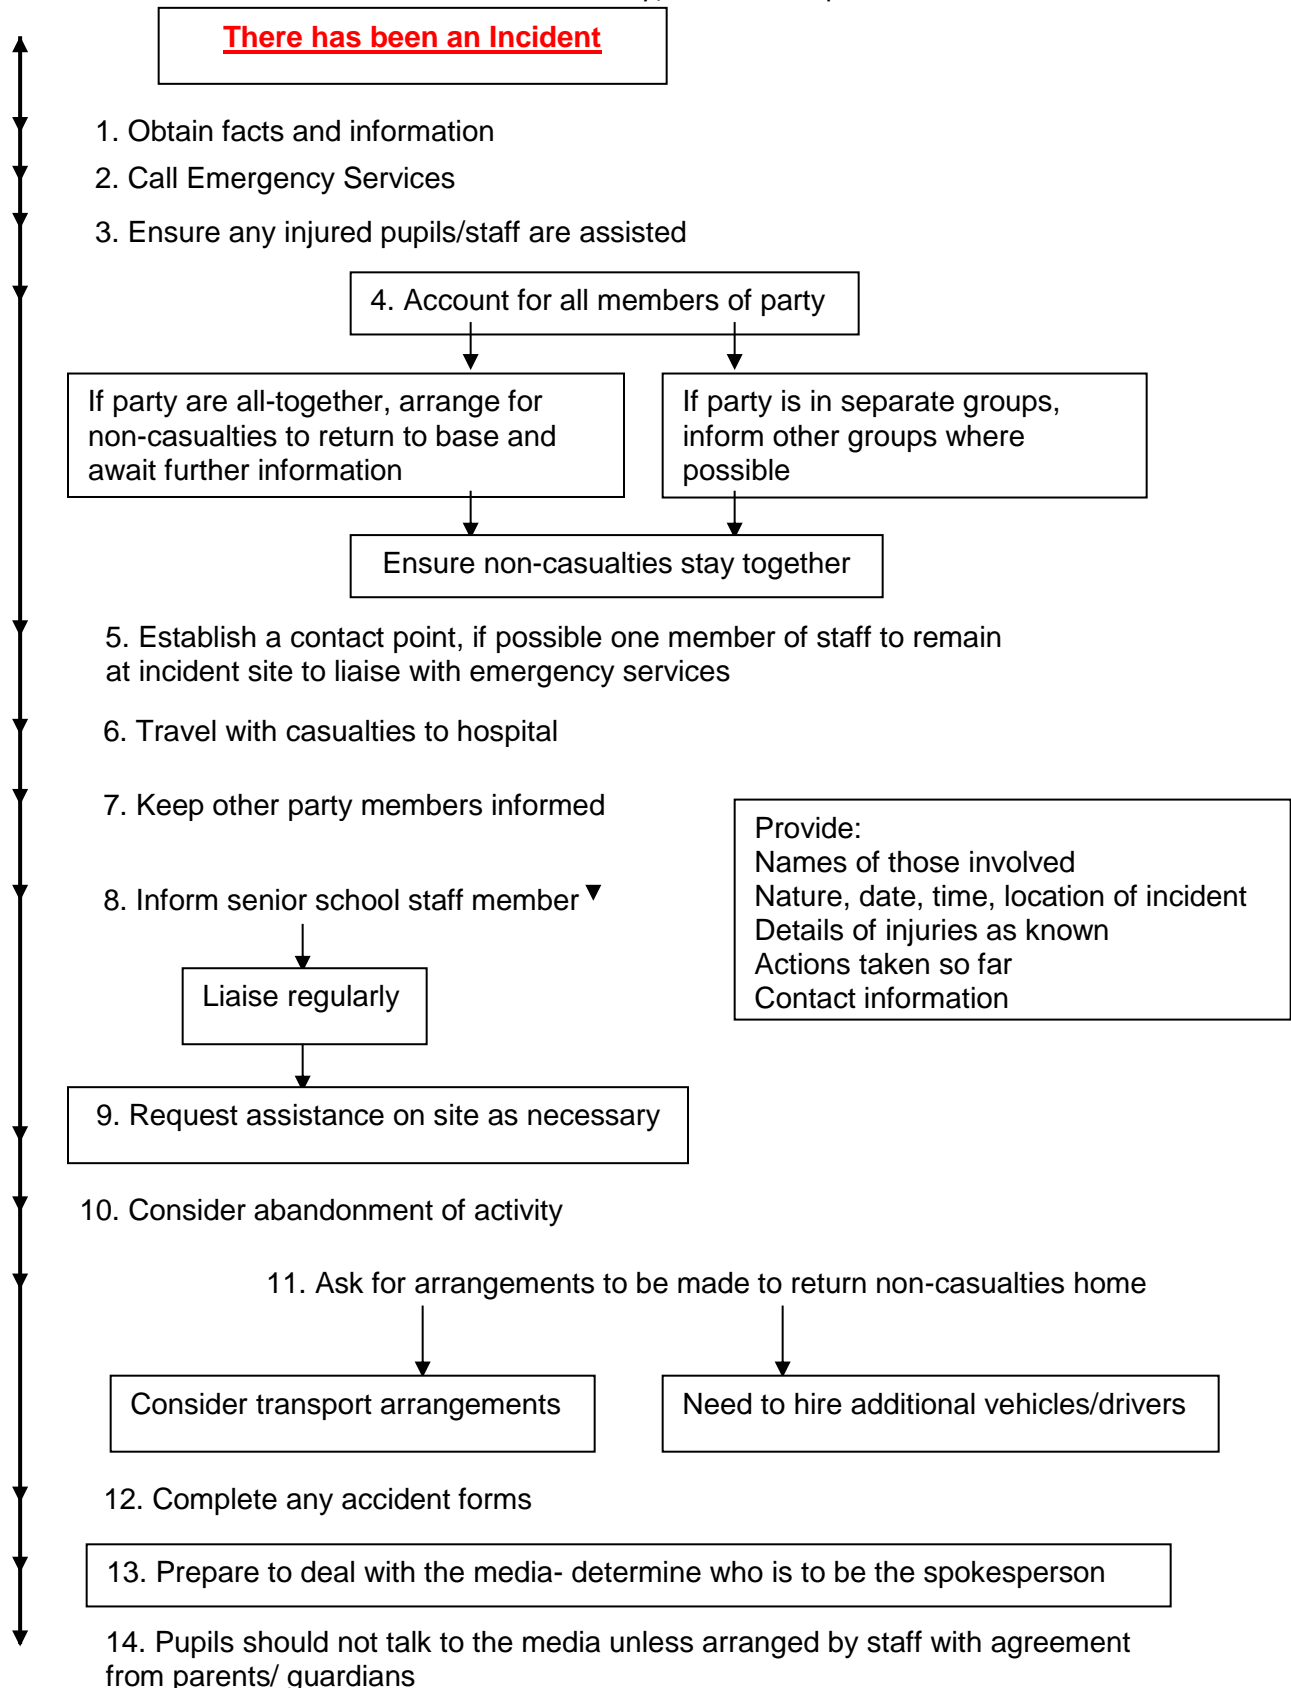 There has been an Incident
1. Obtain facts and information
2. Call Emergency Services
3. Ensure any injured pupils/staff are assisted
4. Account for all members of party
If party are all-together, arrange for
non-casualties to return to base and
await further information
If party is in separate groups,
inform other groups where
possible
Ensure non-casualties stay together
5. Establish a contact point, if possible one member of staff to remain
at incident site to liaise with emergency services
6. Travel with casualties to hospital
7. Keep other party members informed
Provide:
Names of those involved
Nature, date, time, location of incident
Details of injuries as known
Actions taken so far
Contact information
8. Inform senior school staff member
Liaise regularly
9. Request assistance on site as necessary
10. Consider abandonment of activity
11. Ask for arrangements to be made to return non-casualties home
Consider transport arrangements
Need to hire additional vehicles/drivers
12. Complete any accident forms
13. Prepare to deal with the media- determine who is to be the spokesperson
14. Pupils should not talk to the media unless arranged by staff with agreement
from parents/ guardians